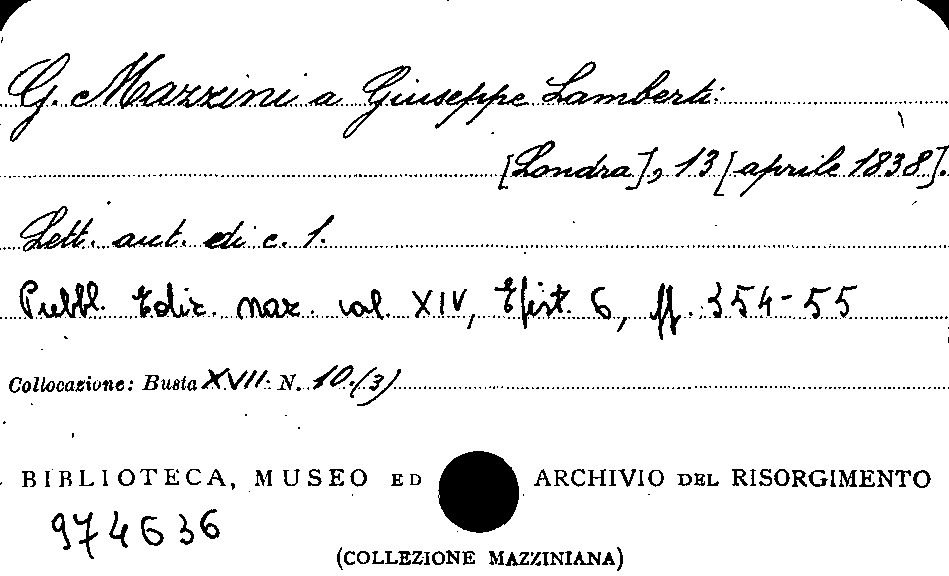 G. Mazzini a Giuseppe Lamberti:
[Londra], 13 [aprile 1838].
Lett. aut. di c. 1.
Pubbl. Ediz. naz. vol. XIV, Epist. 6, pp. 354-55
Collocazione: Busta XVII. N. 10.(3)
BIBLIOTECA, MUSEO ED ARCHIVIO DEL RISORGIMENTO
974636
(COLLEZIONE MAZZINIANA)